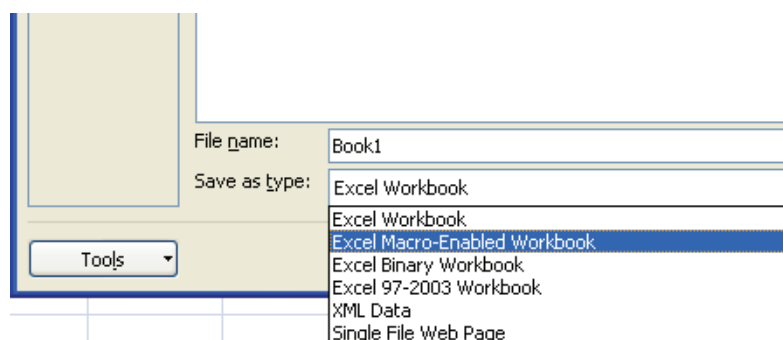 File name: Book1
Save as type: Excel Workbook
Excel Workbook
Excel Macro-Enabled Workbook
Tools
Excel Binary Workbook
Excel 97-2003 Workbook
XML Data
Single File Web Page